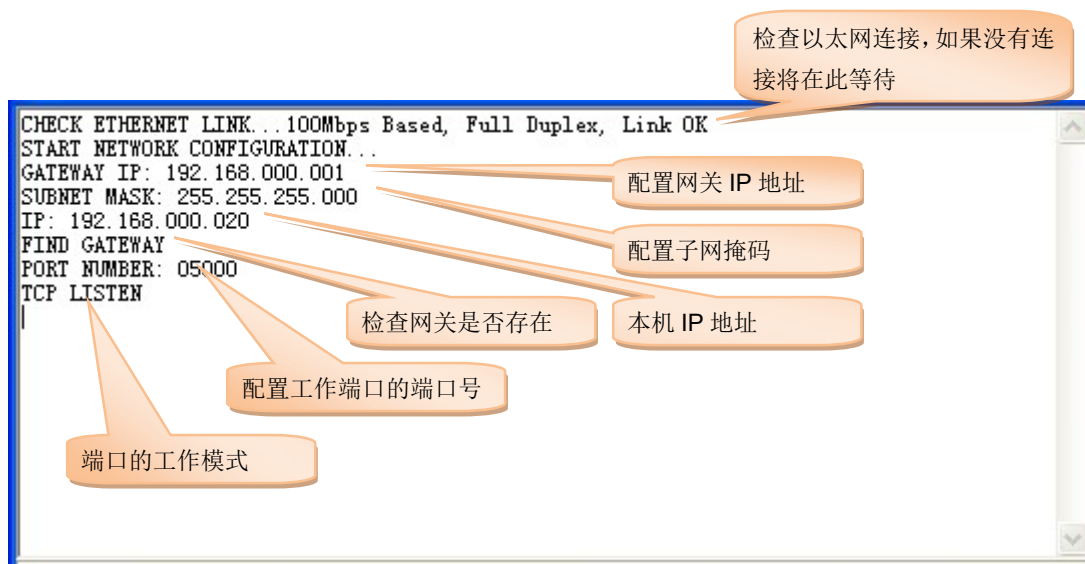 检查以太网连接，如果没有连
接将在此等待
CHECK ETHERNET LINK...100Mbps Based, Full Duplex, Link OK
START NETWORK CONFIGURATION...
GATEWAY IP: 192.168.000.001
SUBNET MASK: 255.255.255.000
IP: 192.168.000.020
FIND GATEWAY
PORT NUMBER: 05000
TCP LISTEN
配置网关 IP 地址
配置子网掩码
检查网关是否存在
本机 IP 地址
配置工作端口的端口号
端口的工作模式